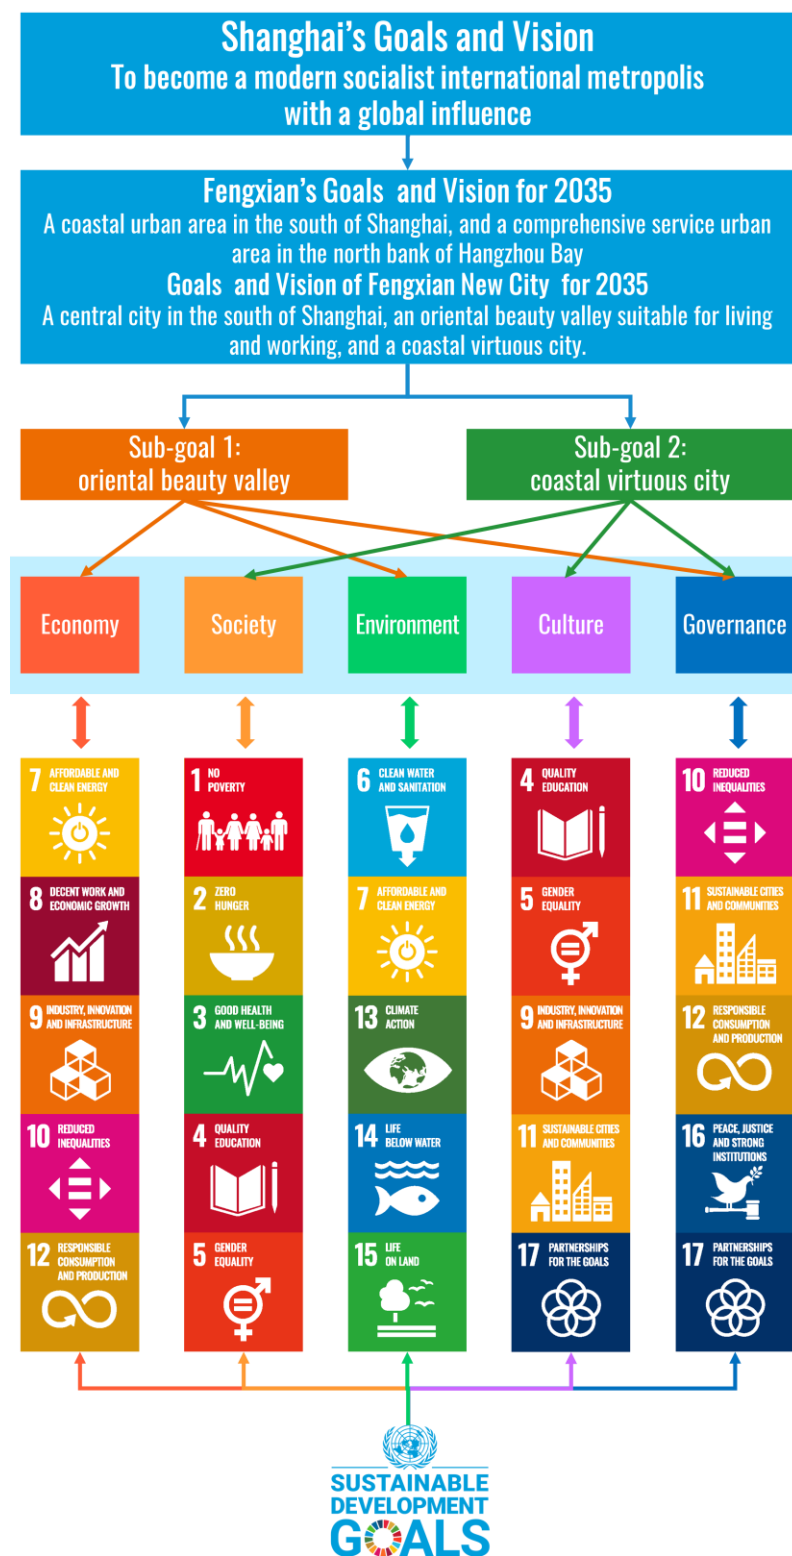 Shanghai's Goals and Vision
To become a modern socialist international metropolis
with a global influence
Fengxian's Goals and Vision for 2035
A coastal urban area in the south of Shanghai, and a comprehensive service urban
area in the north bank of Hangzhou Bay
Goals and Vision of Fengxian New City for 2035
A central city in the south of Shanghai, an oriental beauty valley suitable for living
and working, and a coastal virtuous city.
Sub-goal 1:
oriental beauty valley
Sub-goal 2:
coastal virtuous city
Economy
Society
Environment
Culture
Governance
7 AFFORDABLE AND
CLEAN ENERGY
8 DECENT WORK AND
ECONOMIC GROWTH
9 INDUSTRY, INNOVATION
AND INFRASTRUCTURE
10 REDUCED
INEQUALITIES
12 RESPONSIBLE
CONSUMPTION
AND PRODUCTION
1 NO
POVERTY
2 ZERO
HUNGER
3 GOOD HEALTH
AND WELL-BEING
4 QUALITY
EDUCATION
5 GENDER
EQUALITY
6 CLEAN WATER
AND SANITATION
7 AFFORDABLE AND
CLEAN ENERGY
13 CLIMATE
ACTION
14 LIFE
BELOW WATER
15 LIFE
ON LAND
4 QUALITY
EDUCATION
5 GENDER
EQUALITY
9 INDUSTRY, INNOVATION
AND INFRASTRUCTURE
11 SUSTAINABLE CITIES
AND COMMUNITIES
17 PARTNERSHIPS
FOR THE GOALS
10 REDUCED
INEQUALITIES
11 SUSTAINABLE CITIES
AND COMMUNITIES
12 RESPONSIBLE
CONSUMPTION
AND PRODUCTION
16 PEACE, JUSTICE
AND STRONG
INSTITUTIONS
17 PARTNERSHIPS
FOR THE GOALS
SUSTAINABLE
DEVELOPMENT
GOALS